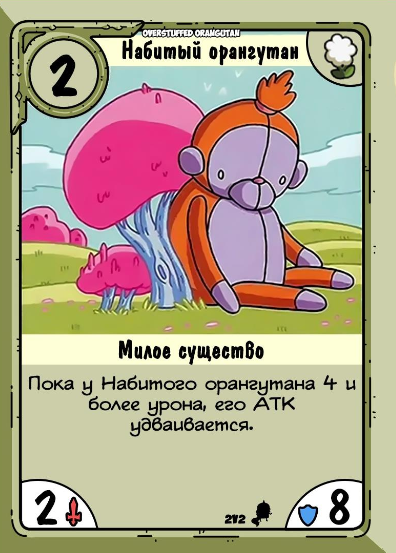 OVERSTUFFED ORANGUTAN
Набитый орангутан
2
Милое существо
Пока у Набитого орангутана 4 и
более урона, его АТК
удваивается.
2
212
8